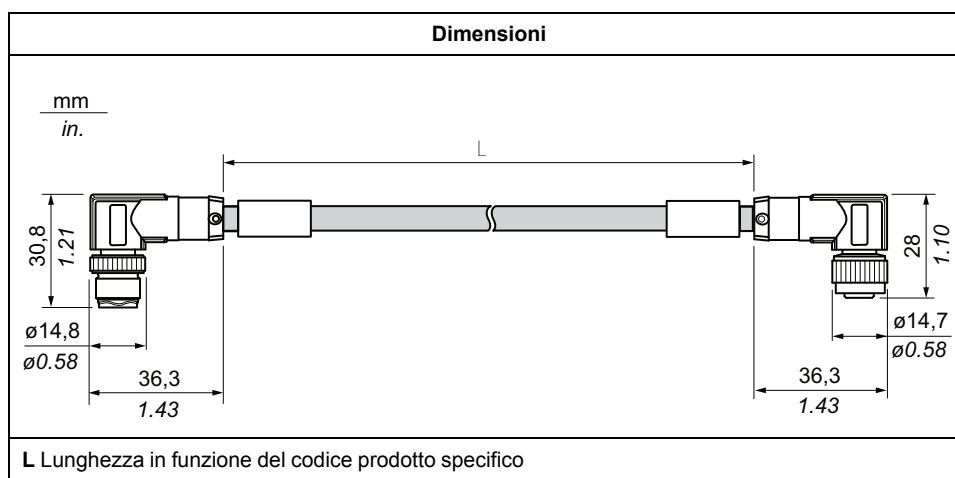 Dimensioni
mm
in.
L
30,8
1.21
28
1.10
ø14,8
ø0.58
ø14,7
ø0.58
36,3
1.43
36,3
1.43
L Lunghezza in funzione del codice prodotto specifico